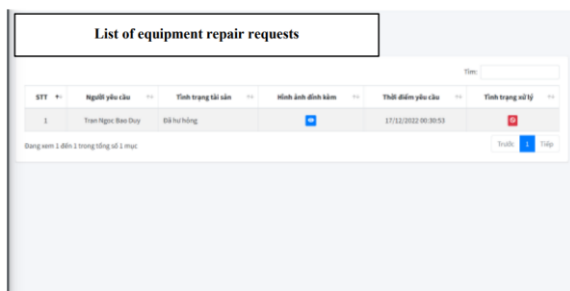 List of equipment repair requests
Tìm:
STT Người yêu cầu Tình trạng tài sản Hình ảnh đính kèm Thời điểm yêu cầu Tình trạng xử lý
1 Tran Ngoc Bao Duy Đã hư hỏng 17/12/2022 00:30:53
Đang xem 1 đến 1 trong tổng số 1 mục
Trước 1 Tiếp